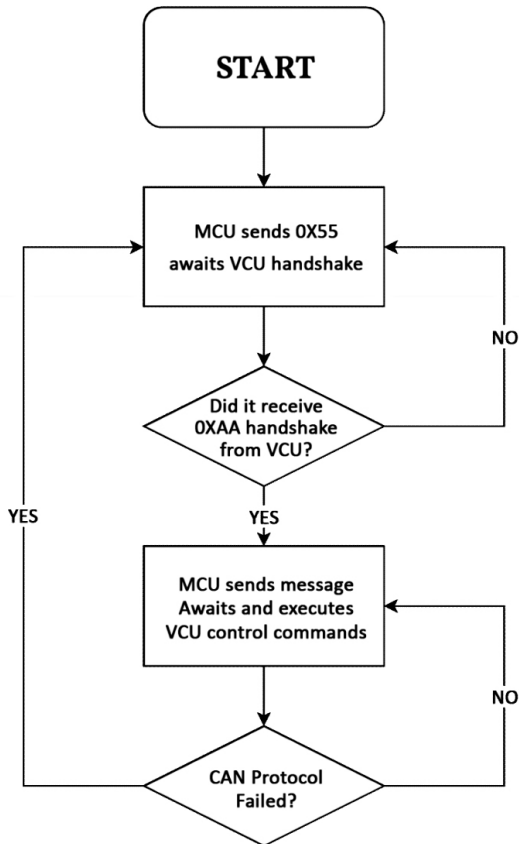 START
MCU sends 0X55
awaits VCU handshake
NO
Did it receive
0XAA handshake
from VCU?
YES
YES
MCU sends message
Awaits and executes
VCU control commands
NO
CAN Protocol
Failed?